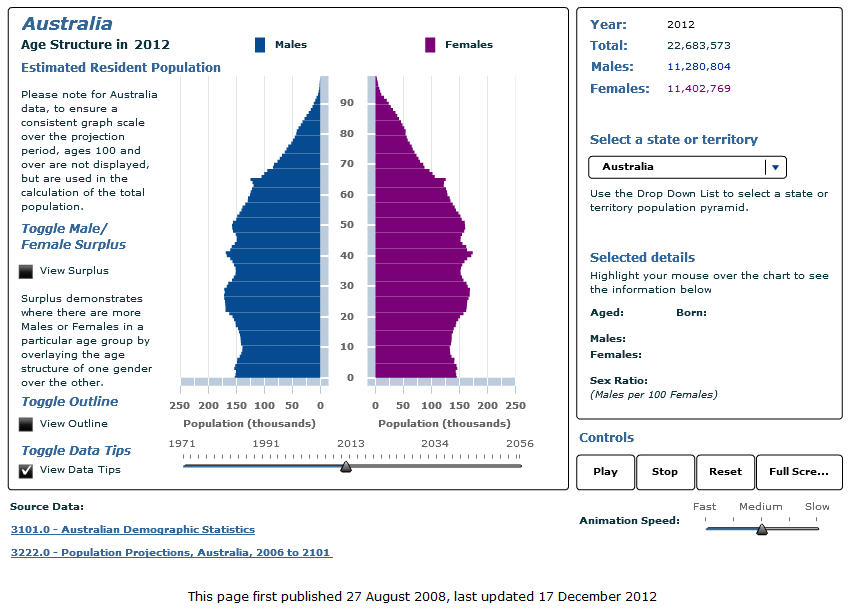 Australia
Age Structure in 2012
Males
Females
Estimated Resident Population
Please note for Australia
data, to ensure a
consistent graph scale
over the projection
period, ages 100 and
over are not displayed,
but are used in the
calculation of the total
population.
Toggle Male/
Female Surplus
View Surplus
Surplus demonstrates
where there are more
Males or Females in a
particular age group by
overlaying the age
structure of one gender
over the other.
Toggle Outline
View Outline
Toggle Data Tips
View Data Tips
90
80
70
60
50
40
30
20
10
0
250 200 150 100 50 0
0 50 100 150 200 250
Population (thousands)
Population (thousands)
1971 1991 2013 2034 2056
Year: 2012
Total: 22,683,573
Males: 11,280,804
Females: 11,402,769
Select a state or territory
Australia
Use the Drop Down List to select a state or
territory population pyramid.
Selected details
Highlight your mouse over the chart to see
the information below
Aged: Born:
Males:
Females:
Sex Ratio:
(Males per 100 Females)
Controls
Play Stop Reset Full Scre...
Animation Speed:
Fast Medium Slow
Source Data:
3101.0 - Australian Demographic Statistics
3222.0 - Population Projections, Australia, 2006 to 2101
This page first published 27 August 2008, last updated 17 December 2012